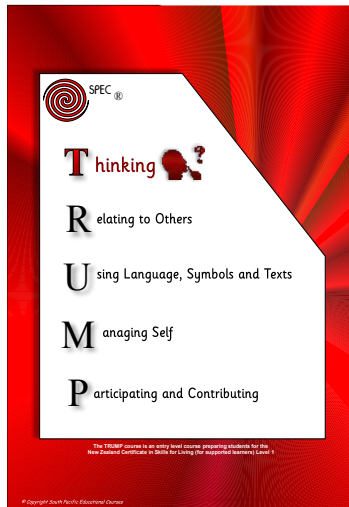 SPEC ®
Thinking ?
Relating to Others
Using Language, Symbols and Texts
Managing Self
Participating and Contributing
The TRUMP course is an entry level course preparing students for the
New Zealand Certificate in Skills for Living (for supported learners) Level 1
© Copyright South Pacific Educational Courses